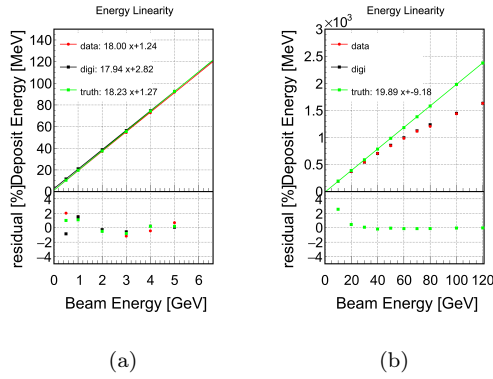 Energy Linearity
Deposit Energy [MeV]
140
120
100
80
60
40
20
0
data: 18.00 x+1.24
digi: 17.94 x+2.82
truth: 18.23 x+1.27
residual [%]
4
2
0
−2
−4
0 1 2 3 4 5 6
Beam Energy [GeV]
(a)
Energy Linearity
×10³
Deposit Energy [MeV]
3
2.5
2
1.5
1
0.5
0
data
digi
truth: 19.89 x+-9.18
residual [%]
4
2
0
−2
−4
0 20 40 60 80 100 120
Beam Energy [GeV]
(b)